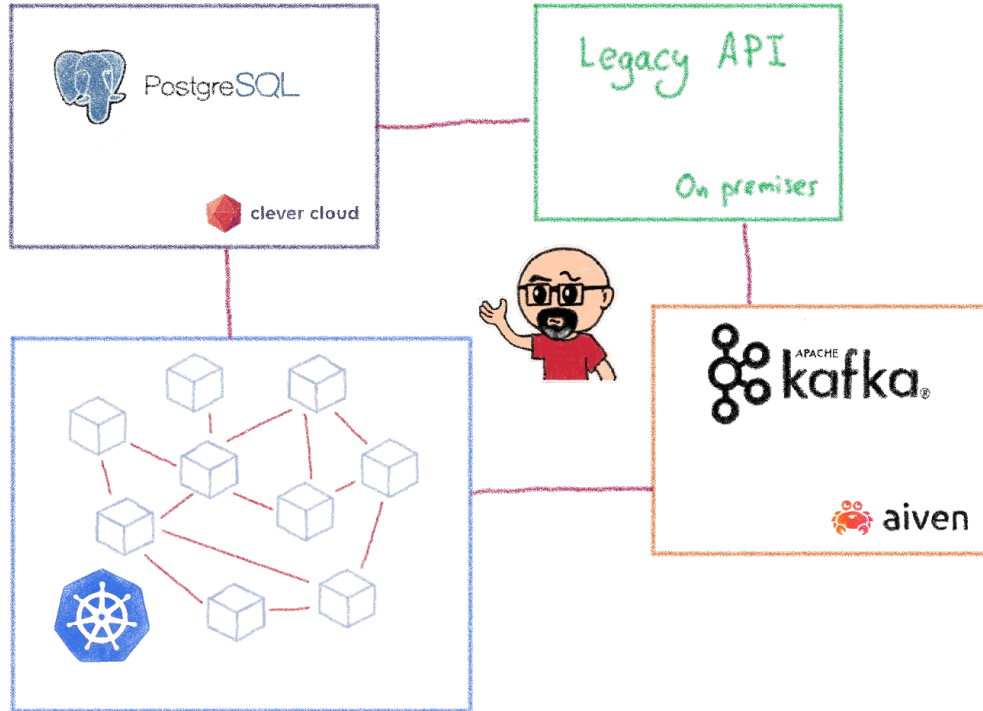 PostgreSQL
clever cloud
Legacy API
On premises
APACHE
kafka®
aiven